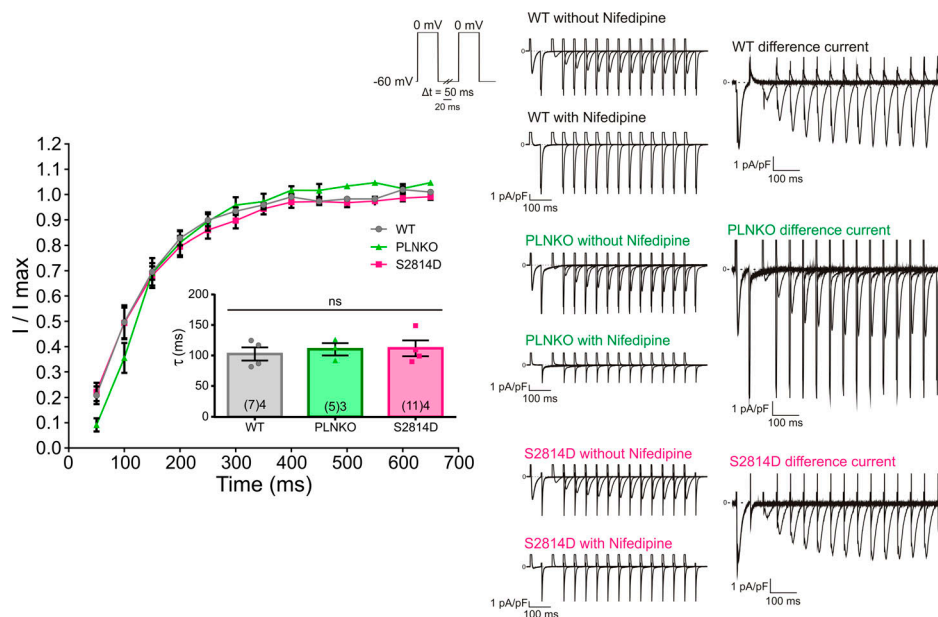 0 mV 0 mV
-60 mV
Δt = 50 ms
20 ms
I / I max
1.2
1.1
1.0
0.9
0.8
0.7
0.6
0.5
0.4
0.3
0.2
0.1
0.0
0 100 200 300 400 500 600 700
Time (ms)
WT
PLNKO
S2814D
ns
τ (ms)
200
150
100
50
0
(7)4 (5)3 (11)4
WT PLNKO S2814D
WT without Nifedipine
0
WT with Nifedipine
0
1 pA/pF
100 ms
WT difference current
0
1 pA/pF
100 ms
PLNKO without Nifedipine
0
PLNKO with Nifedipine
0
1 pA/pF
100 ms
PLNKO difference current
0
1 pA/pF
100 ms
S2814D without Nifedipine
0
S2814D with Nifedipine
0
1 pA/pF
100 ms
S2814D difference current
0
1 pA/pF
100 ms